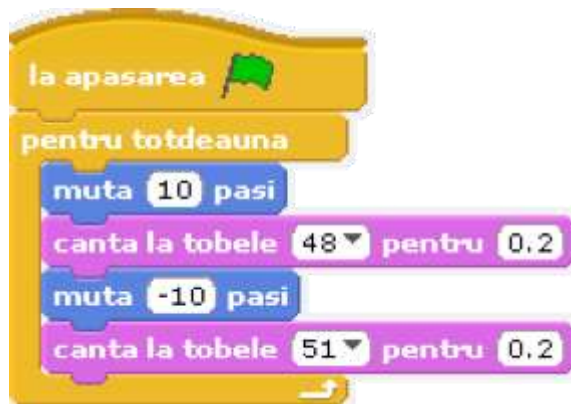 la apasarea
pentru totdeauna
muta 10 pasi
canta la tobele 48 pentru 0.2
muta -10 pasi
canta la tobele 51 pentru 0.2